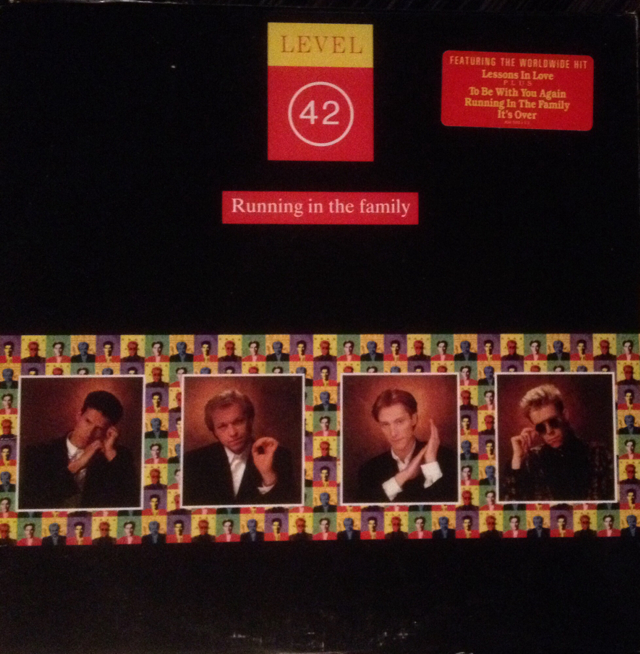 LEVEL
42
FEATURING THE WORLDWIDE HIT
Lessons In Love
PLUS
To Be With You Again
Running In The Family
It's Over
Running in the family